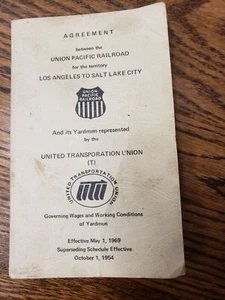 AGREEMENT
between the
UNION PACIFIC RAILROAD
for the territory
LOS ANGELES TO SALT LAKE CITY
UNION
PACIFIC
RAILROAD
And its Yardmen represented
by the
UNITED TRANSPORATION UNION
(T)
UNITED TRANSPORTATION UNION
utu
Governing Wages and Working Conditions
of Yardmen
Effective May 1, 1969
Superseding Schedule Effective
October 1, 1954